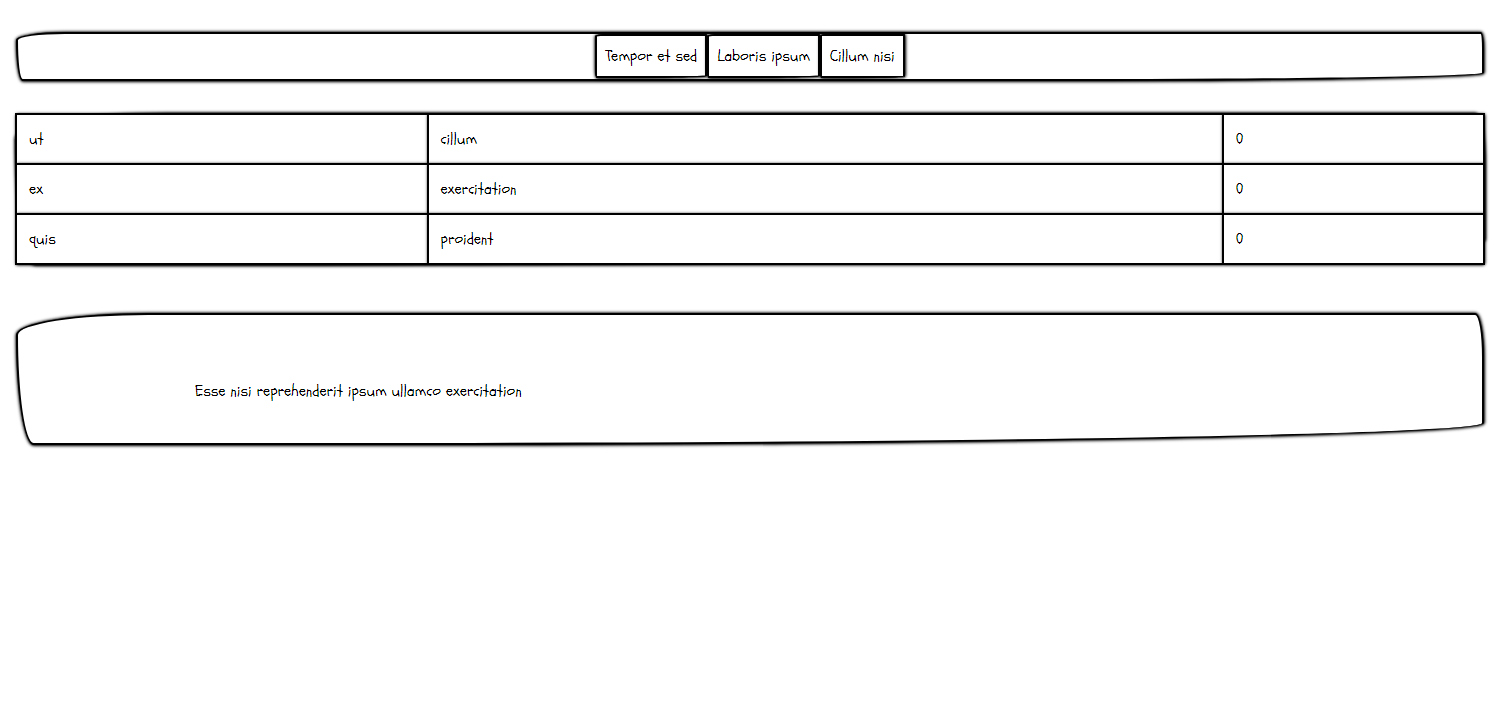 Tempor et sed Laboris ipsum Cillum nisi
ut cillum 0
ex exercitation 0
quis proident 0
Esse nisi reprehenderit ipsum ullamco exercitation